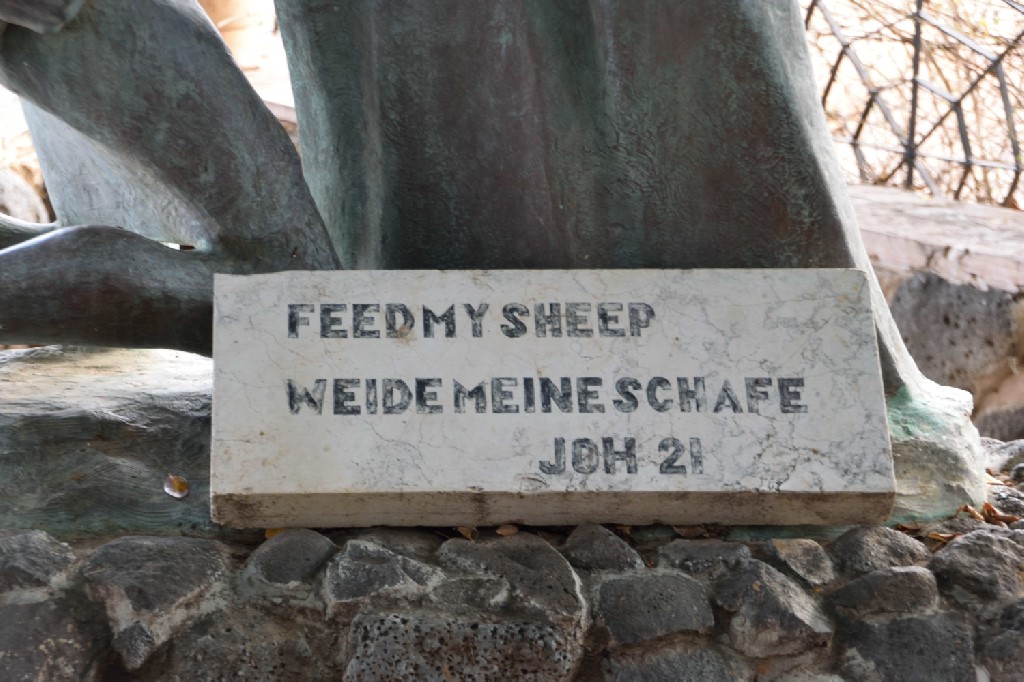 FEED MY SHEEP
WEIDE MEINE SCHAFE
JOH 21